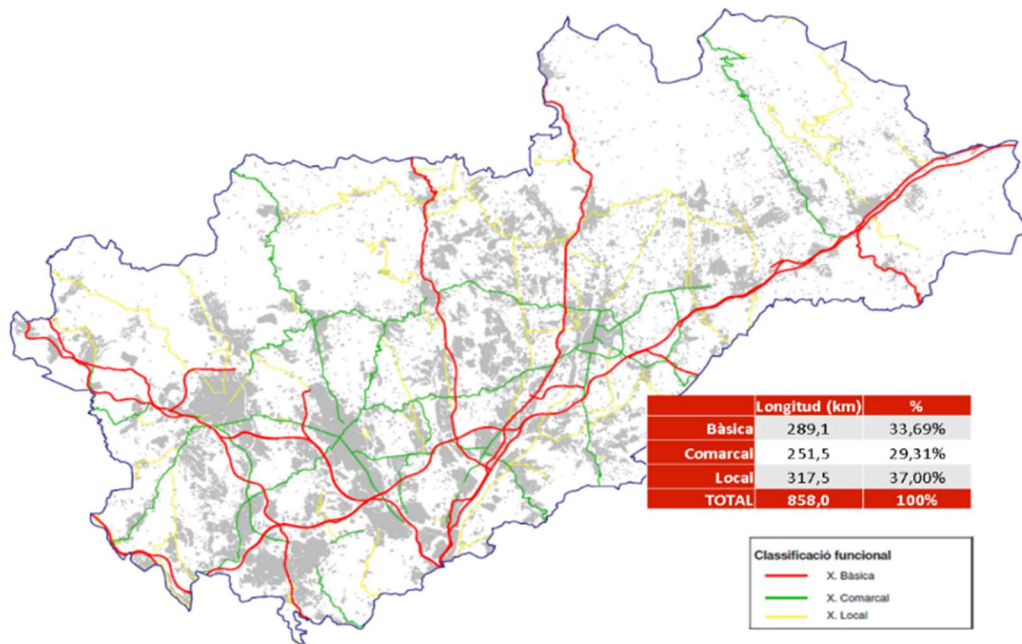 Longitud (km) %
Bàsica 289,1 33,69%
Comarcal 251,5 29,31%
Local 317,5 37,00%
TOTAL 858,0 100%
Classificació funcional
X. Bàsica
X. Comarcal
X. Local